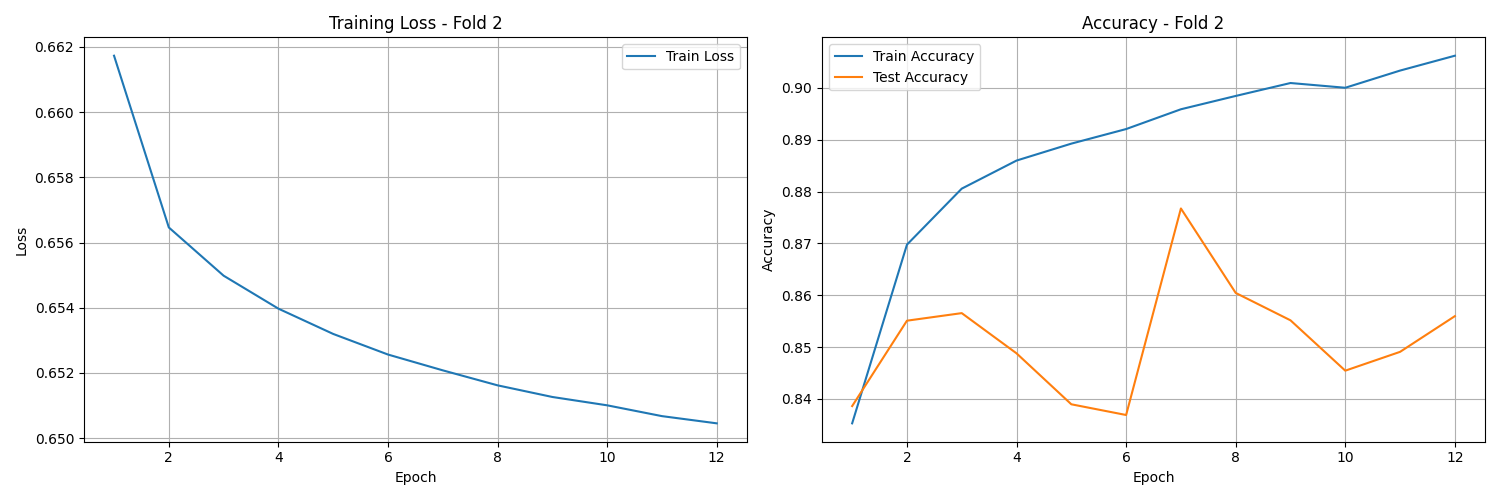 Training Loss - Fold 2
Train Loss
0.662
0.660
0.658
0.656
0.654
0.652
0.650
Loss
2 4 6 8 10 12
Epoch
Accuracy - Fold 2
Train Accuracy
Test Accuracy
0.90
0.89
0.88
0.87
0.86
0.85
0.84
Accuracy
2 4 6 8 10 12
Epoch